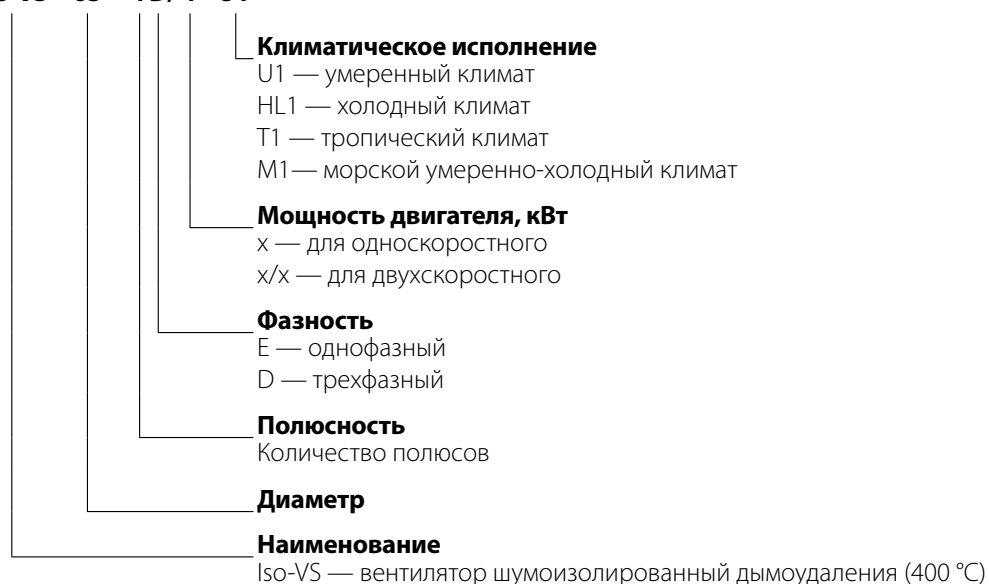 Климатическое исполнение
U1 — умеренный климат
HL1 — холодный климат
T1 — тропический климат
M1— морской умеренно-холодный климат
Мощность двигателя, кВт
x — для односкоростного
x/x — для двухскоростного
Фазность
E — однофазный
D — трехфазный
Полюсность
Количество полюсов
Диаметр
Наименование
Iso-VS — вентилятор шумоизолированный дымоудаления (400 °C)